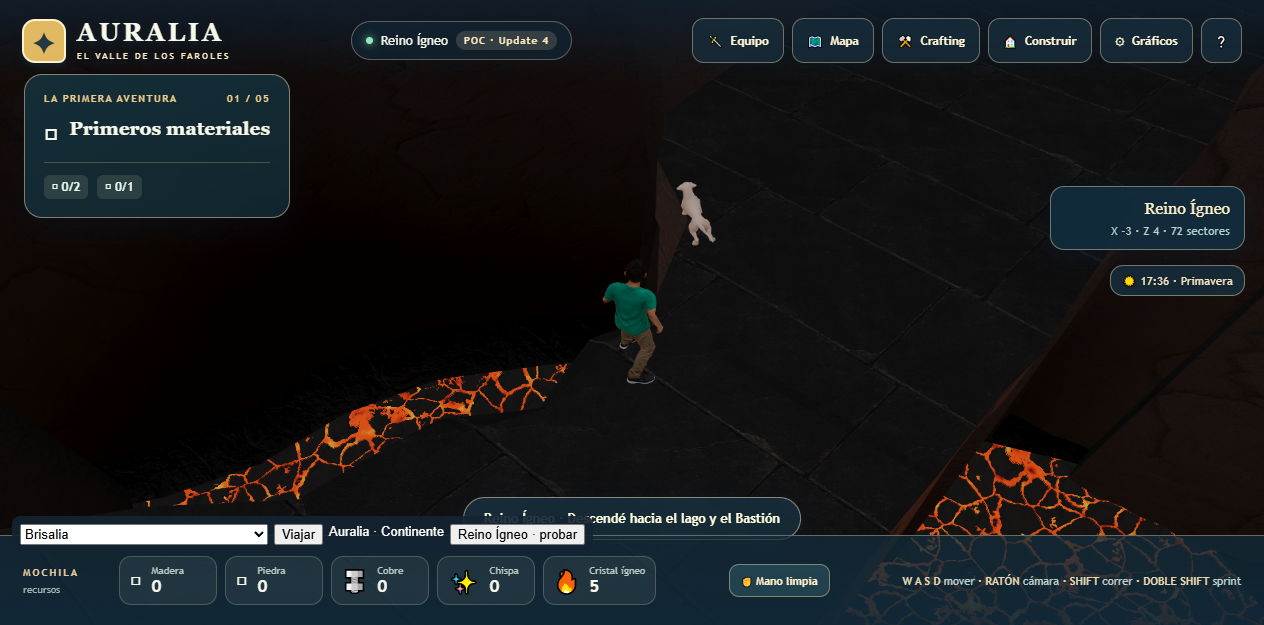 AURALIA
EL VALLE DE LOS FAROLES
Reino Ígneo POC · Update 4
Equipo
Mapa
Crafting
Construir
Gráficos
?
LA PRIMERA AVENTURA 01 / 05
Primeros materiales
0/2 0/1
Reino Ígneo
X -3 · Z 4 · 72 sectores
17:36 · Primavera
Reino Ígneo · Descendé hacia el lago y el Bastión
Brisalia Viajar Auralia · Continente Reino Ígneo · probar
MOCHILA
recursos
Madera
0
Piedra
0
Cobre
0
Chispa
0
Cristal ígneo
5
Mano limpia
W A S D mover · RATÓN cámara · SHIFT correr · DOBLE SHIFT sprint